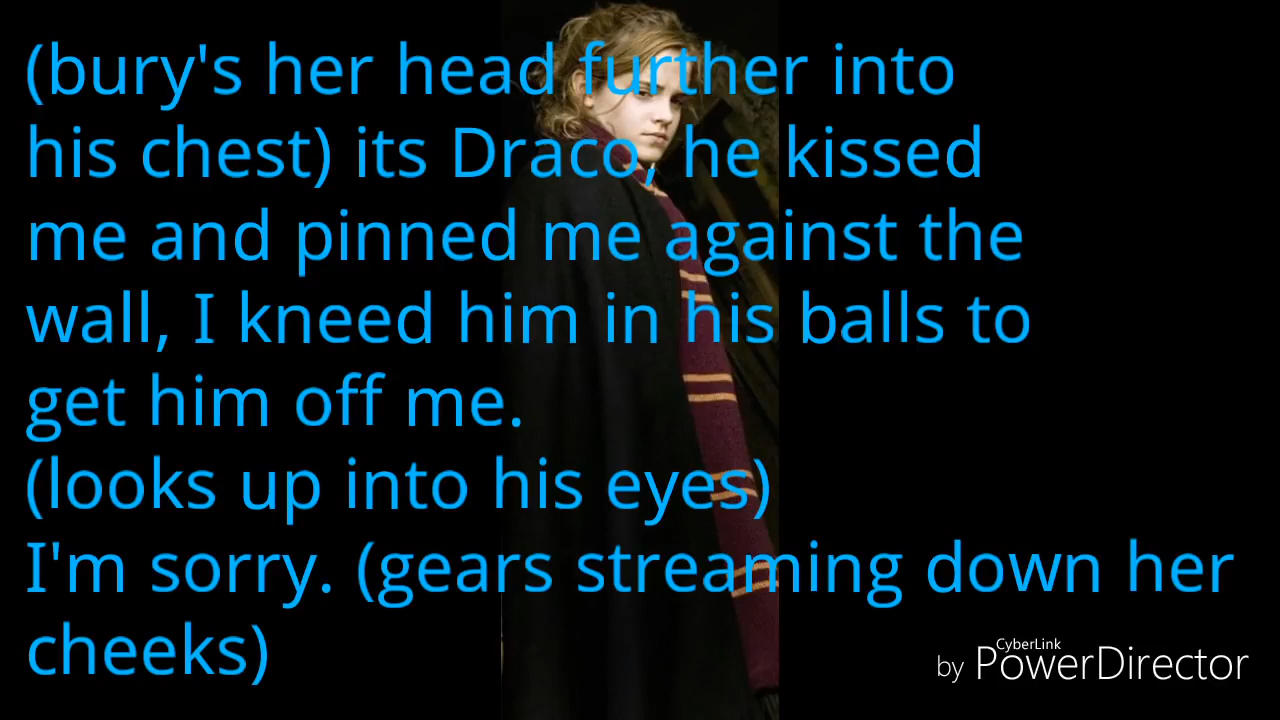 (bury's her head further into
his chest) its Draco, he kissed
me and pinned me against the
wall, I kneed him in his balls to
get him off me.
(looks up into his eyes)
I'm sorry. (gears streaming down her
cheeks)
CyberLink
by PowerDirector